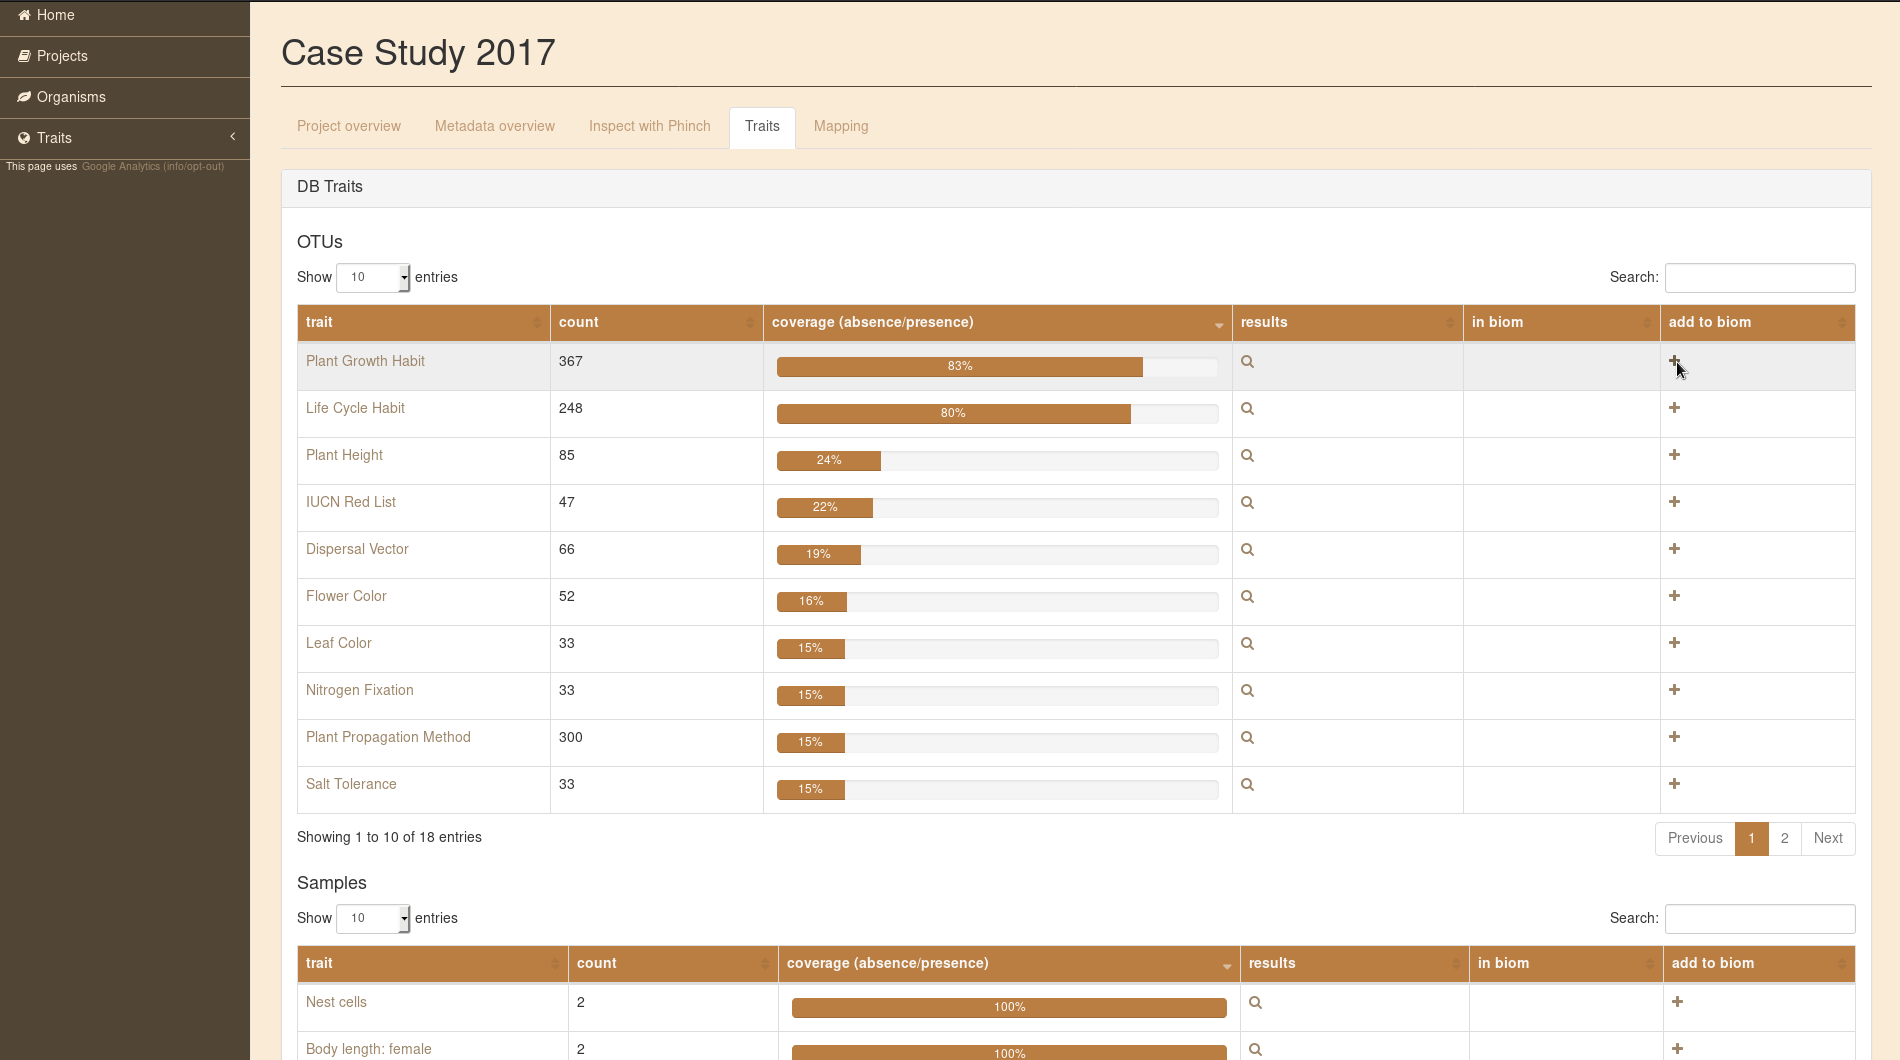 Home
Projects
Organisms
Traits
This page uses Google Analytics (info/opt-out)
Case Study 2017
Project overview Metadata overview Inspect with Phinch Traits Mapping
DB Traits
OTUs
Show 10 entries Search:
trait count coverage (absence/presence) results in biom add to biom
Plant Growth Habit 367 83%
Life Cycle Habit 248 80%
Plant Height 85 24%
IUCN Red List 47 22%
Dispersal Vector 66 19%
Flower Color 52 16%
Leaf Color 33 15%
Nitrogen Fixation 33 15%
Plant Propagation Method 300 15%
Salt Tolerance 33 15%
Showing 1 to 10 of 18 entries Previous 1 2 Next
Samples
Show 10 entries Search:
trait count coverage (absence/presence) results in biom add to biom
Nest cells 2 100%
Body length: female 2 100%